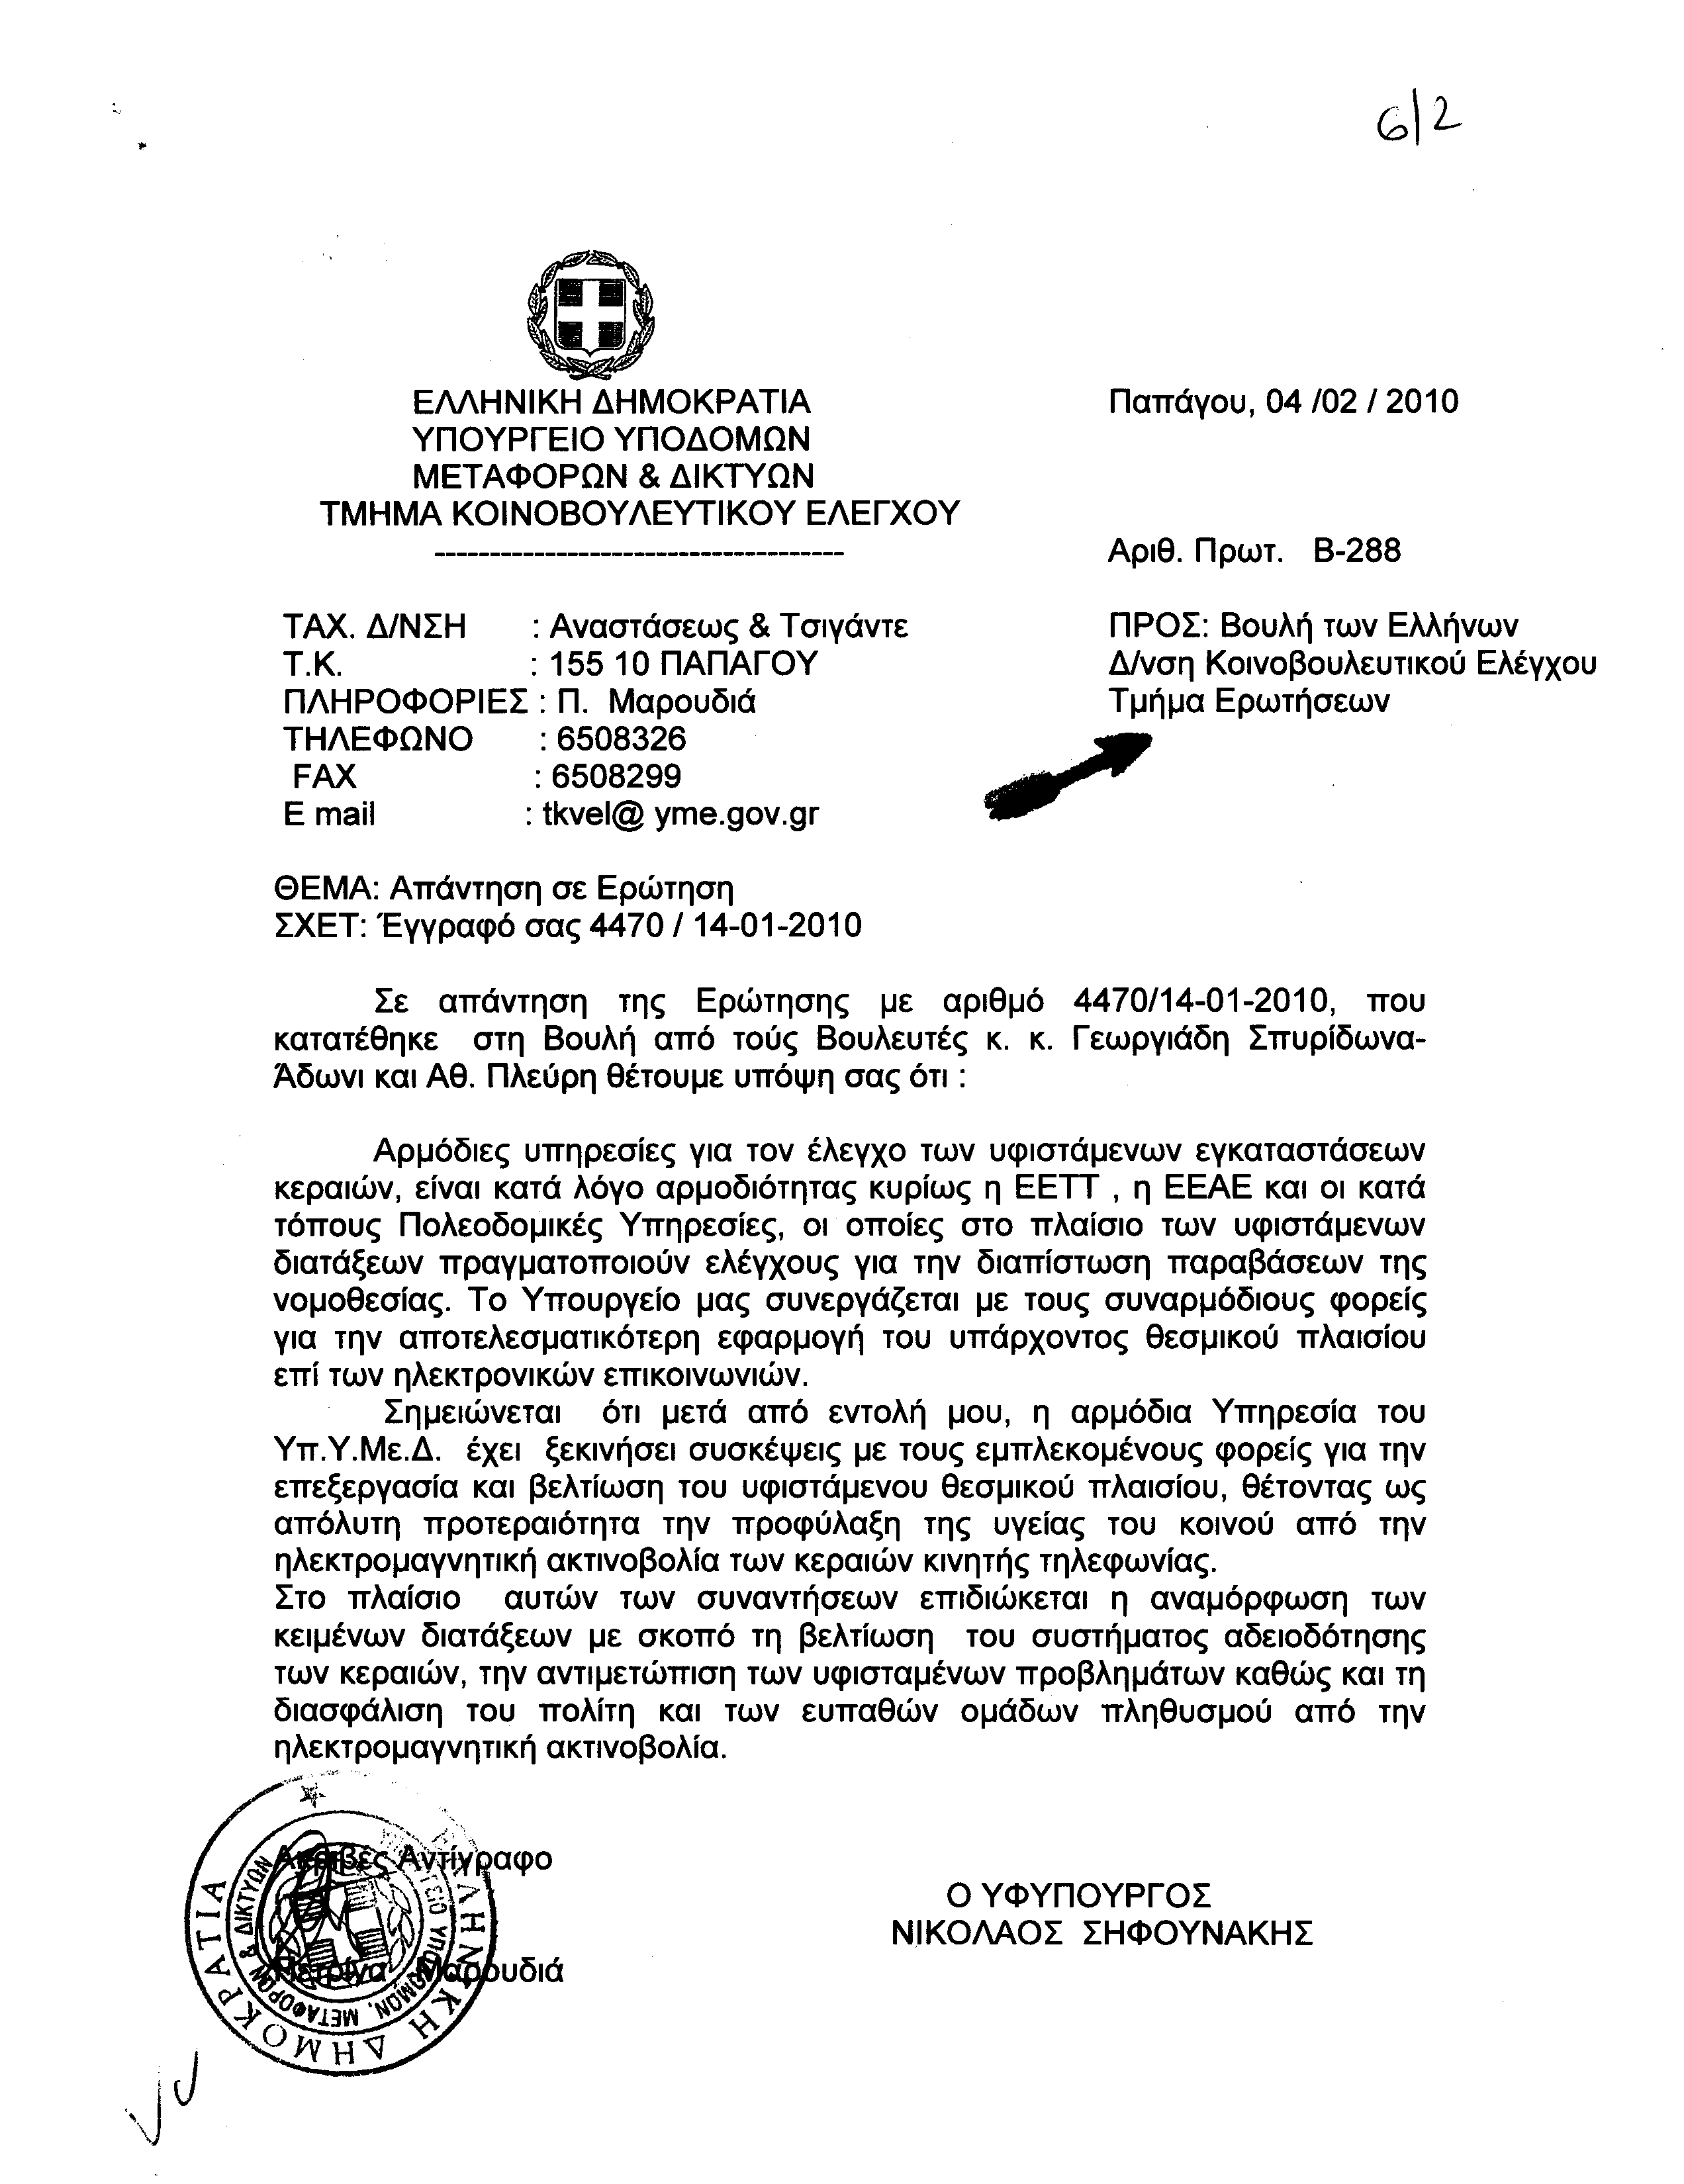 6/2
ΕΛΛΗΝΙΚΗ ΔΗΜΟΚΡΑΤΙΑ
ΥΠΟΥΡΓΕΙΟ ΥΠΟΔΟΜΩΝ
ΜΕΤΑΦΟΡΩΝ & ΔΙΚΤΥΩΝ
ΤΜΗΜΑ ΚΟΙΝΟΒΟΥΛΕΥΤΙΚΟΥ ΕΛΕΓΧΟΥ
-------------------------------------
Παπάγου, 04 /02 / 2010
Αριθ. Πρωτ. Β-288
ΤΑΧ. Δ/ΝΣΗ : Αναστάσεως & Τσιγάντε
Τ.Κ. : 155 10 ΠΑΠΑΓΟΥ
ΠΛΗΡΟΦΟΡΙΕΣ : Π. Μαρουδιά
ΤΗΛΕΦΩΝΟ : 6508326
FAX : 6508299
E mail : tkvel@ yme.gov.gr
ΠΡΟΣ: Βουλή των Ελλήνων
Δ/νση Κοινοβουλευτικού Ελέγχου
Τμήμα Ερωτήσεων
ΘΕΜΑ: Απάντηση σε Ερώτηση
ΣΧΕΤ: Έγγραφό σας 4470 / 14-01-2010
Σε απάντηση της Ερώτησης με αριθμό 4470/14-01-2010, που
κατατέθηκε στη Βουλή από τούς Βουλευτές κ. κ. Γεωργιάδη Σπυρίδωνα-
Άδωνι και Αθ. Πλεύρη θέτουμε υπόψη σας ότι :
Αρμόδιες υπηρεσίες για τον έλεγχο των υφιστάμενων εγκαταστάσεων
κεραιών, είναι κατά λόγο αρμοδιότητας κυρίως η ΕΕΤΤ , η ΕΕΑΕ και οι κατά
τόπους Πολεοδομικές Υπηρεσίες, οι οποίες στο πλαίσιο των υφιστάμενων
διατάξεων πραγματοποιούν ελέγχους για την διαπίστωση παραβάσεων της
νομοθεσίας. Το Υπουργείο μας συνεργάζεται με τους συναρμόδιους φορείς
για την αποτελεσματικότερη εφαρμογή του υπάρχοντος θεσμικού πλαισίου
επί των ηλεκτρονικών επικοινωνιών.
Σημειώνεται ότι μετά από εντολή μου, η αρμόδια Υπηρεσία του
Υπ.Υ.Με.Δ. έχει ξεκινήσει συσκέψεις με τους εμπλεκομένους φορείς για την
επεξεργασία και βελτίωση του υφιστάμενου θεσμικού πλαισίου, θέτοντας ως
απόλυτη προτεραιότητα την προφύλαξη της υγείας του κοινού από την
ηλεκτρομαγνητική ακτινοβολία των κεραιών κινητής τηλεφωνίας.
Στο πλαίσιο αυτών των συναντήσεων επιδιώκεται η αναμόρφωση των
κειμένων διατάξεων με σκοπό τη βελτίωση του συστήματος αδειοδότησης
των κεραιών, την αντιμετώπιση των υφισταμένων προβλημάτων καθώς και τη
διασφάλιση του πολίτη και των ευπαθών ομάδων πληθυσμού από την
ηλεκτρομαγνητική ακτινοβολία.
Ακριβές Αντίγραφο
Πετρίνα Μαρουδιά
ΕΛΛΗΝΙΚΗ ΔΗΜΟΚΡΑΤΙΑ
ΥΠΟΥΡΓΕΙΟ ΥΠΟΔΟΜΩΝ, ΜΕΤΑΦΟΡΩΝ & ΔΙΚΤΥΩΝ
Ο ΥΦΥΠΟΥΡΓΟΣ
ΝΙΚΟΛΑΟΣ ΣΗΦΟΥΝΑΚΗΣ